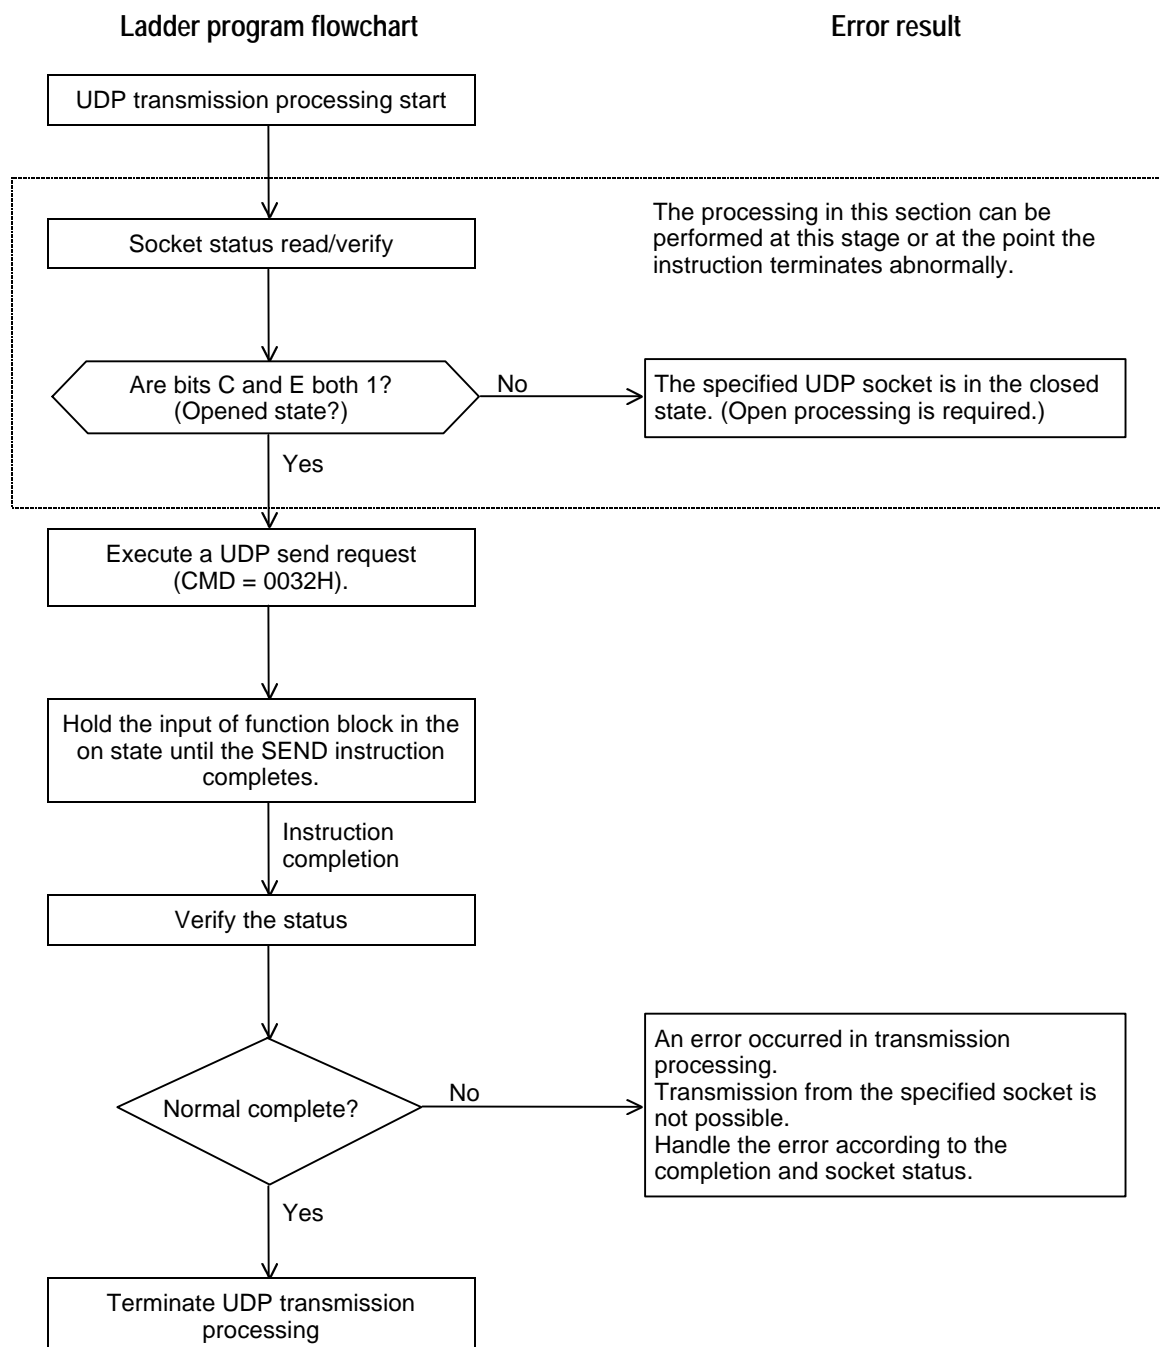 Ladder program flowchart
Error result
UDP transmission processing start
Socket status read/verify
The processing in this section can be
performed at this stage or at the point the
instruction terminates abnormally.
Are bits C and E both 1?
(Opened state?)
No
The specified UDP socket is in the closed
state. (Open processing is required.)
Yes
Execute a UDP send request
(CMD = 0032H).
Hold the input of function block in the
on state until the SEND instruction
completes.
Instruction
completion
Verify the status
Normal complete?
No
An error occurred in transmission
processing.
Transmission from the specified socket is
not possible.
Handle the error according to the
completion and socket status.
Yes
Terminate UDP transmission
processing